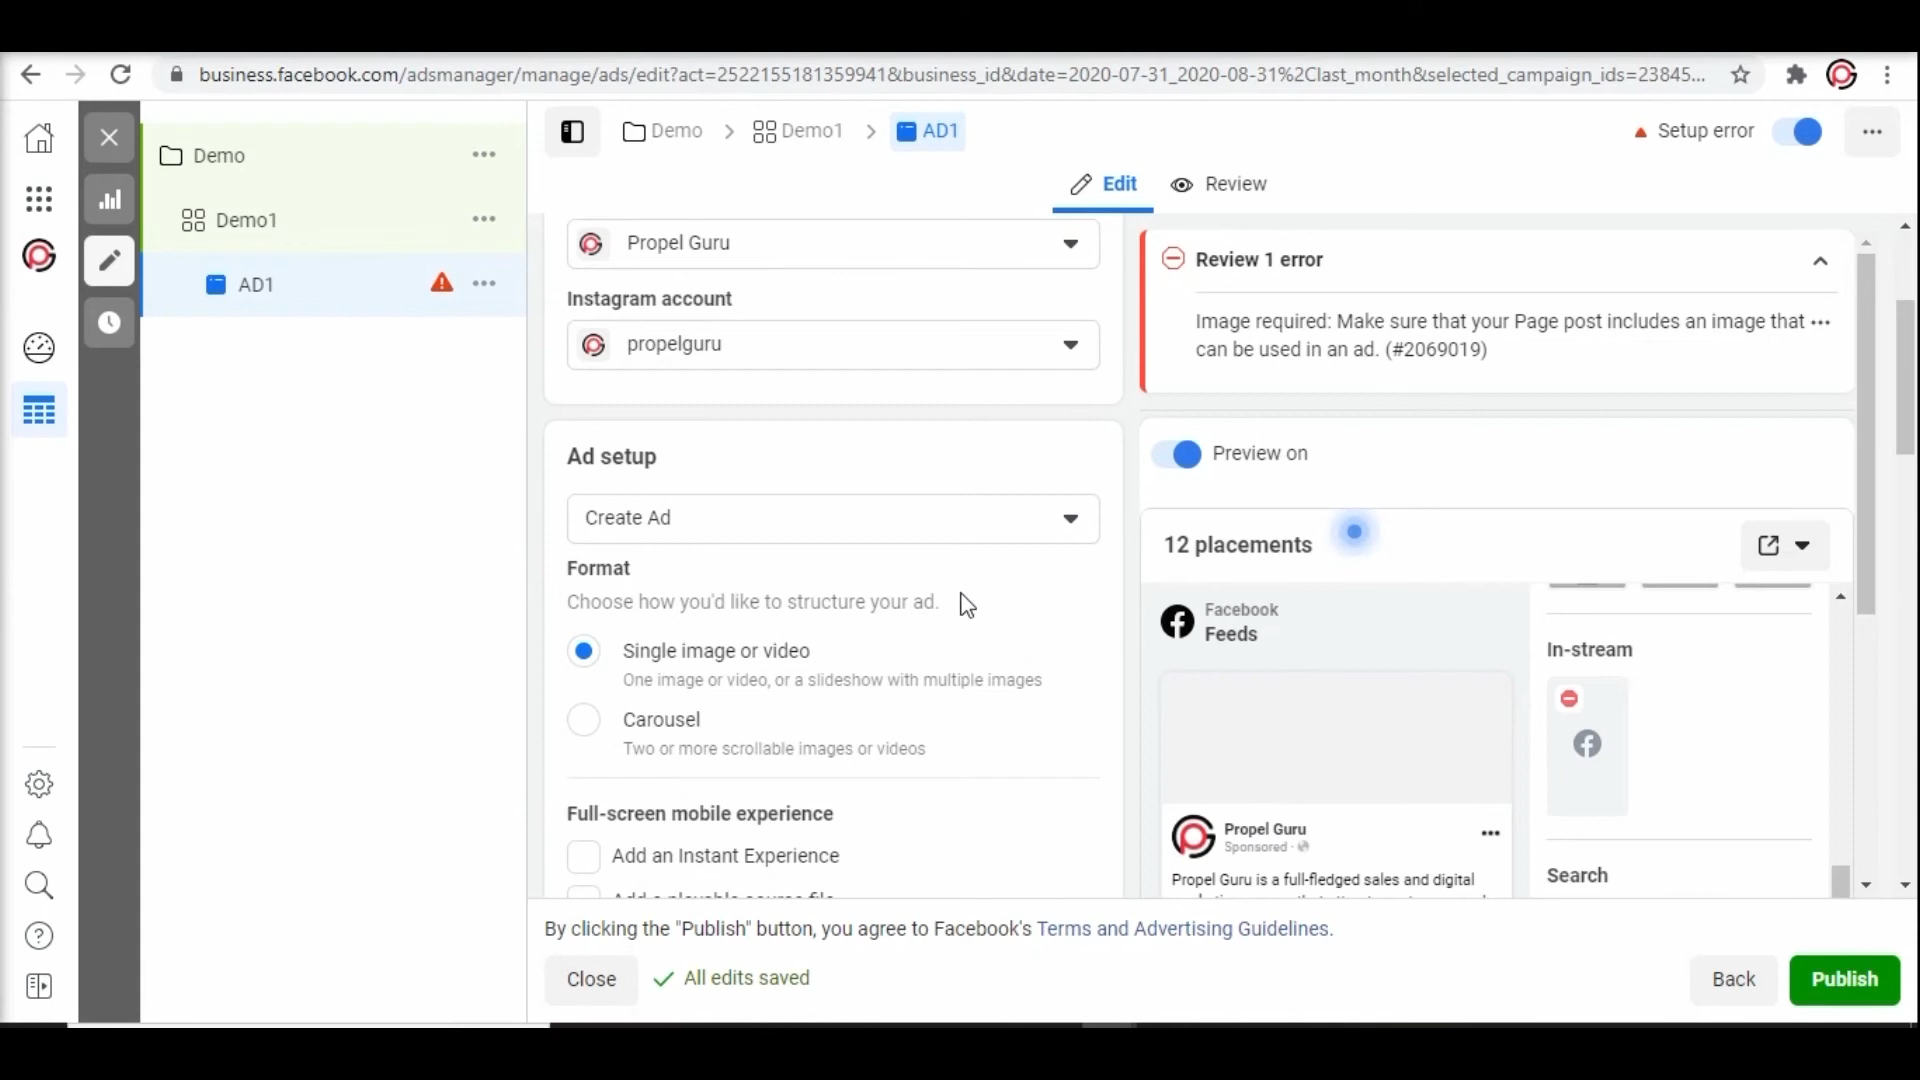 business.facebook.com/adsmanager/manage/ads/edit?act=2522155181359941&business_id&date=2020-07-31_2020-08-31%2Clast_month&selected_campaign_ids=23845...
Demo
Demo1
AD1
Demo
Demo1
AD1
Setup error
Edit
Review
Propel Guru
Instagram account
propelguru
Ad setup
Create Ad
Format
Choose how you'd like to structure your ad.
Single image or video
One image or video, or a slideshow with multiple images
Carousel
Two or more scrollable images or videos
Full-screen mobile experience
Add an Instant Experience
Review 1 error
Image required: Make sure that your Page post includes an image that
can be used in an ad. (#2069019)
Preview on
12 placements
Facebook
Feeds
Propel Guru
Sponsored ·
Propel Guru is a full-fledged sales and digital
In-stream
Search
By clicking the "Publish" button, you agree to Facebook's Terms and Advertising Guidelines.
Close
All edits saved
Back
Publish